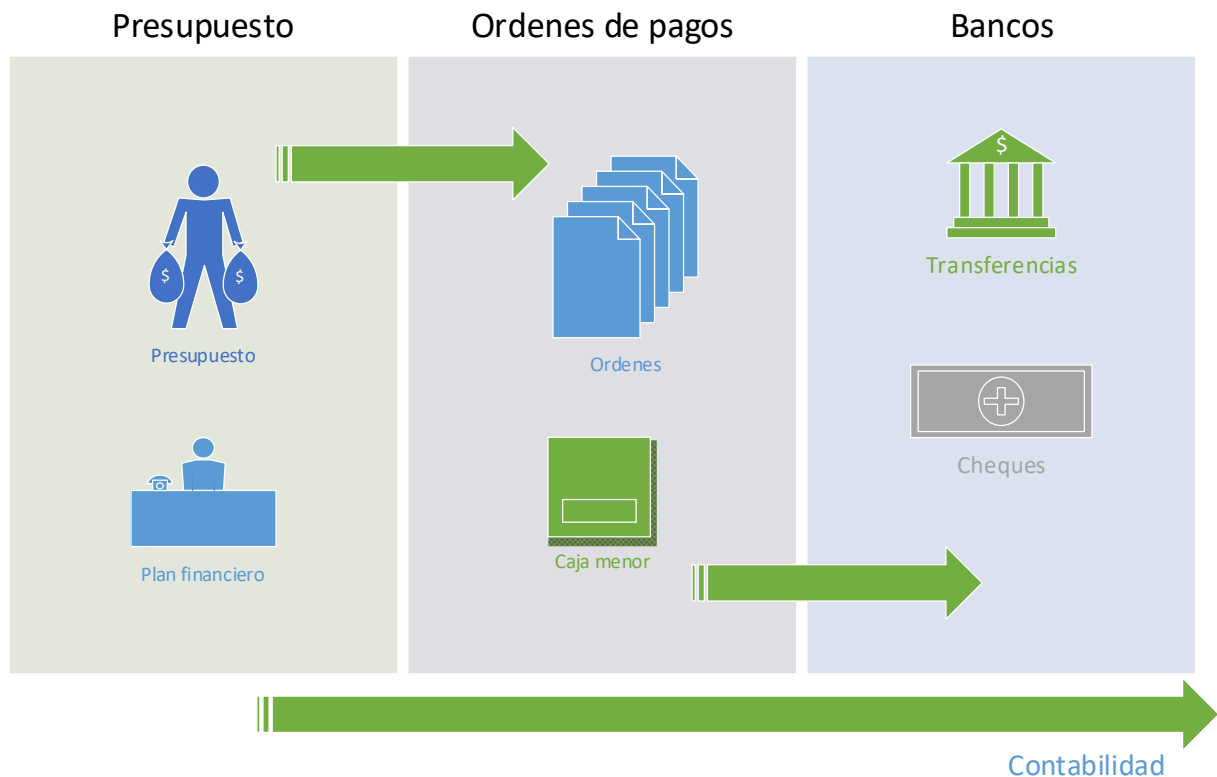 Presupuesto
Ordenes de pagos
Bancos
$
$ $
Presupuesto
Plan financiero
Ordenes
Caja menor
Transferencias
Cheques
Contabilidad